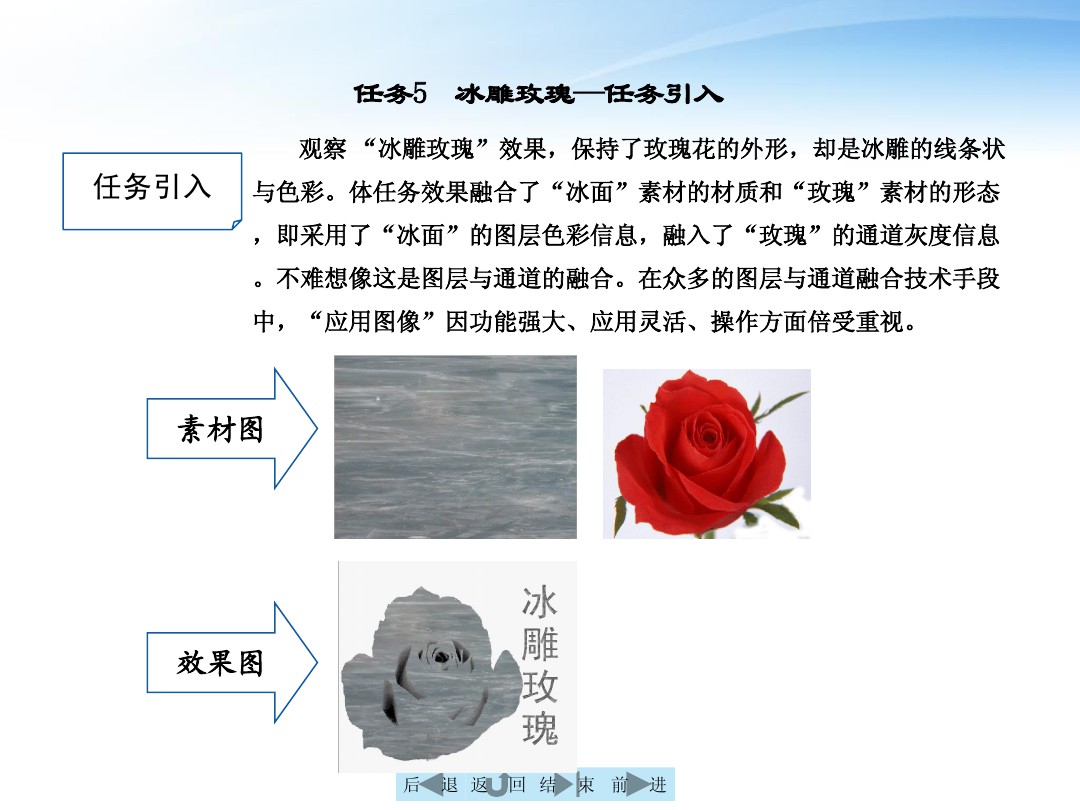 任务5 冰雕玫瑰—任务引入
任务引入
观察 “冰雕玫瑰”效果，保持了玫瑰花的外形，却是冰雕的线条状
与色彩。体任务效果融合了“冰面”素材的材质和“玫瑰”素材的形态
，即采用了“冰面”的图层色彩信息，融入了“玫瑰”的通道灰度信息
。不难想像这是图层与通道的融合。在众多的图层与通道融合技术手段
中，“应用图像”因功能强大、应用灵活、操作方面倍受重视。
素材图
效果图
冰
雕
玫
瑰
后退 返回 结束 前进